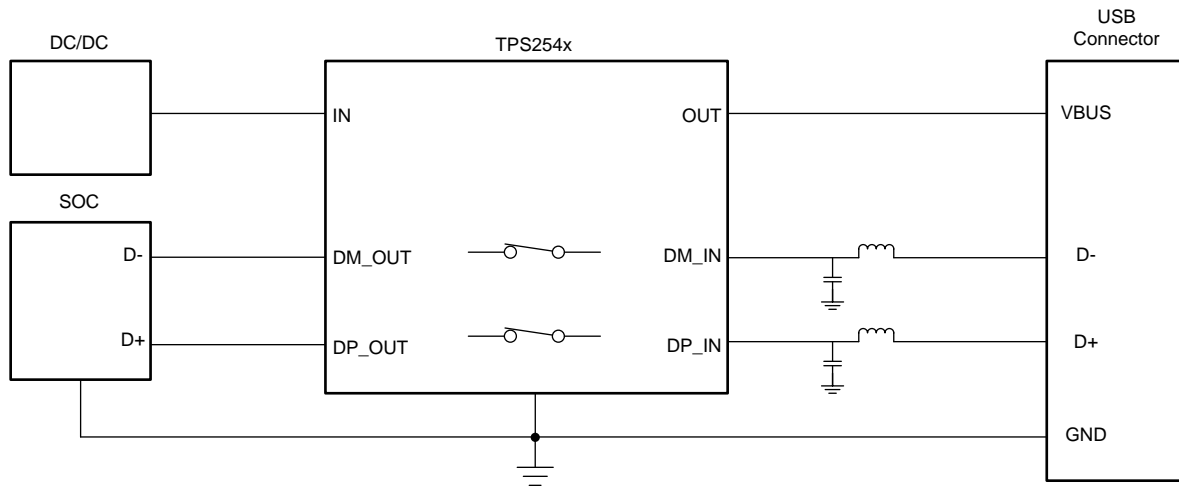 USB
Connector
DC/DC
TPS254x
IN
OUT
VBUS
SOC
D-
DM_OUT
DM_IN
D-
D+
DP_OUT
DP_IN
D+
GND